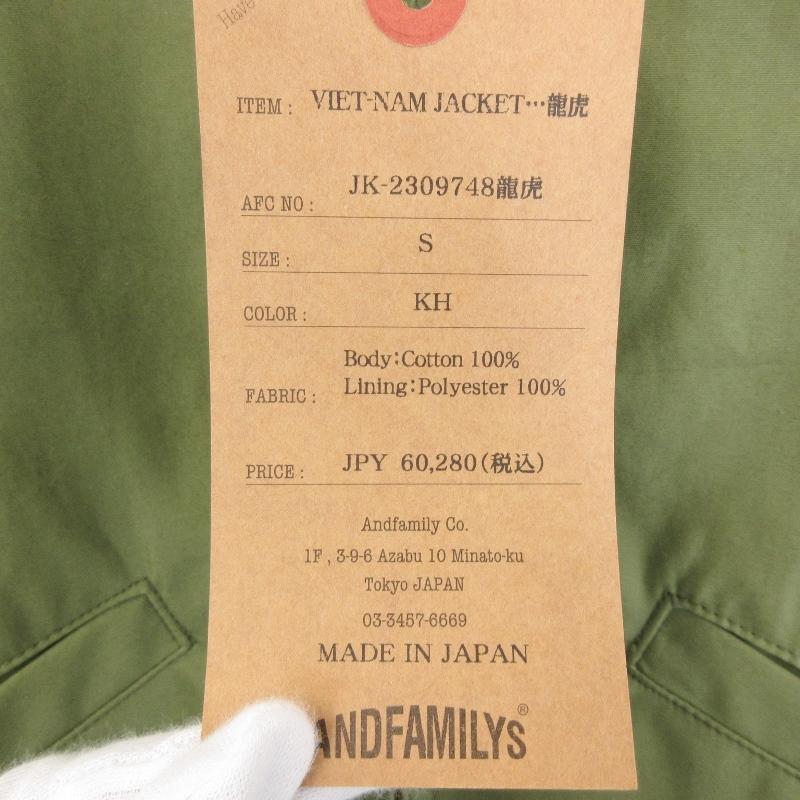 Have
ITEM : VIET-NAM JACKET…龍虎
AFC NO : JK-2309748龍虎
SIZE : S
COLOR : KH
FABRIC : Body:Cotton 100%
Lining:Polyester 100%
PRICE : JPY 60,280(税込)
Andfamily Co.
1F , 3-9-6 Azabu 10 Minato-ku
Tokyo JAPAN
03-3457-6669
MADE IN JAPAN
ANDFAMILYS®